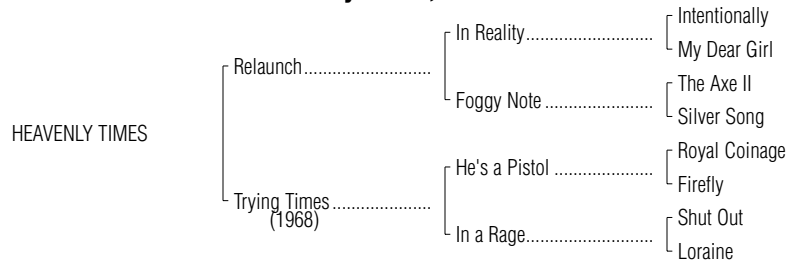 Intentionally
In Reality
My Dear Girl
Relaunch
The Axe II
Foggy Note
Silver Song
HEAVENLY TIMES
Royal Coinage
He's a Pistol
Firefly
Trying Times
(1968)
Shut Out
In a Rage
Loraine